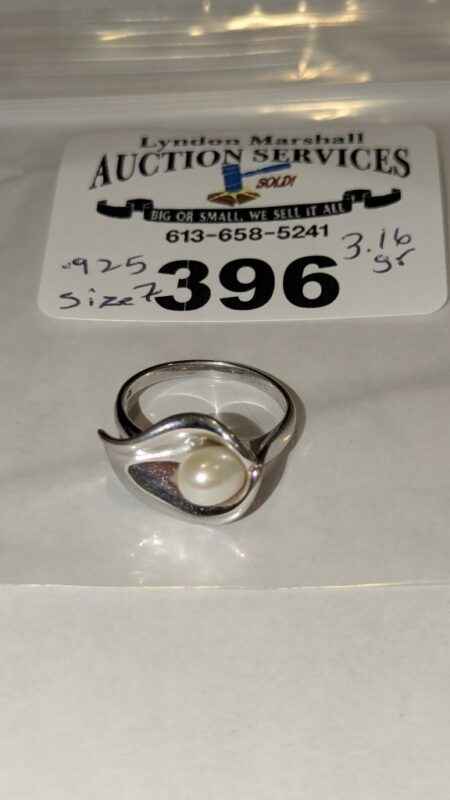 Lyndon Marshall
AUCTION SERVICES
SOLD!
BIG OR SMALL, WE SELL IT ALL
613-658-5241
.925
size 7
396
3.16
gr